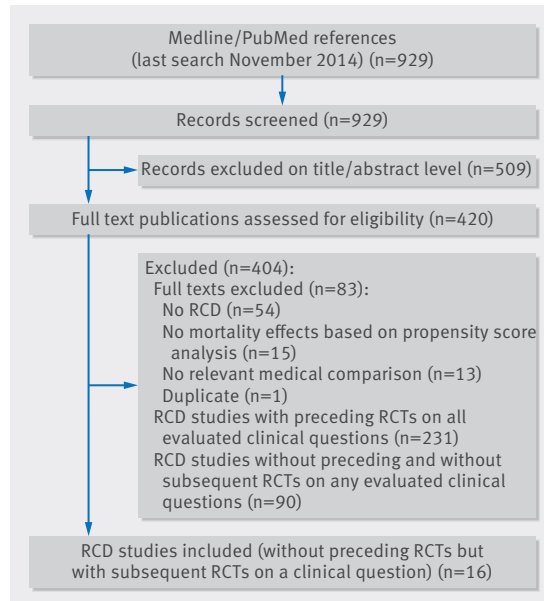 Medline/PubMed references
(last search November 2014) (n=929)
Records screened (n=929)
Records excluded on title/abstract level (n=509)
Full text publications assessed for eligibility (n=420)
Excluded (n=404):
Full texts excluded (n=83):
No RCD (n=54)
No mortality effects based on propensity score
analysis (n=15)
No relevant medical comparison (n=13)
Duplicate (n=1)
RCD studies with preceding RCTs on all
evaluated clinical questions (n=231)
RCD studies without preceding and without
subsequent RCTs on any evaluated clinical
questions (n=90)
RCD studies included (without preceding RCTs but
with subsequent RCTs on a clinical question) (n=16)